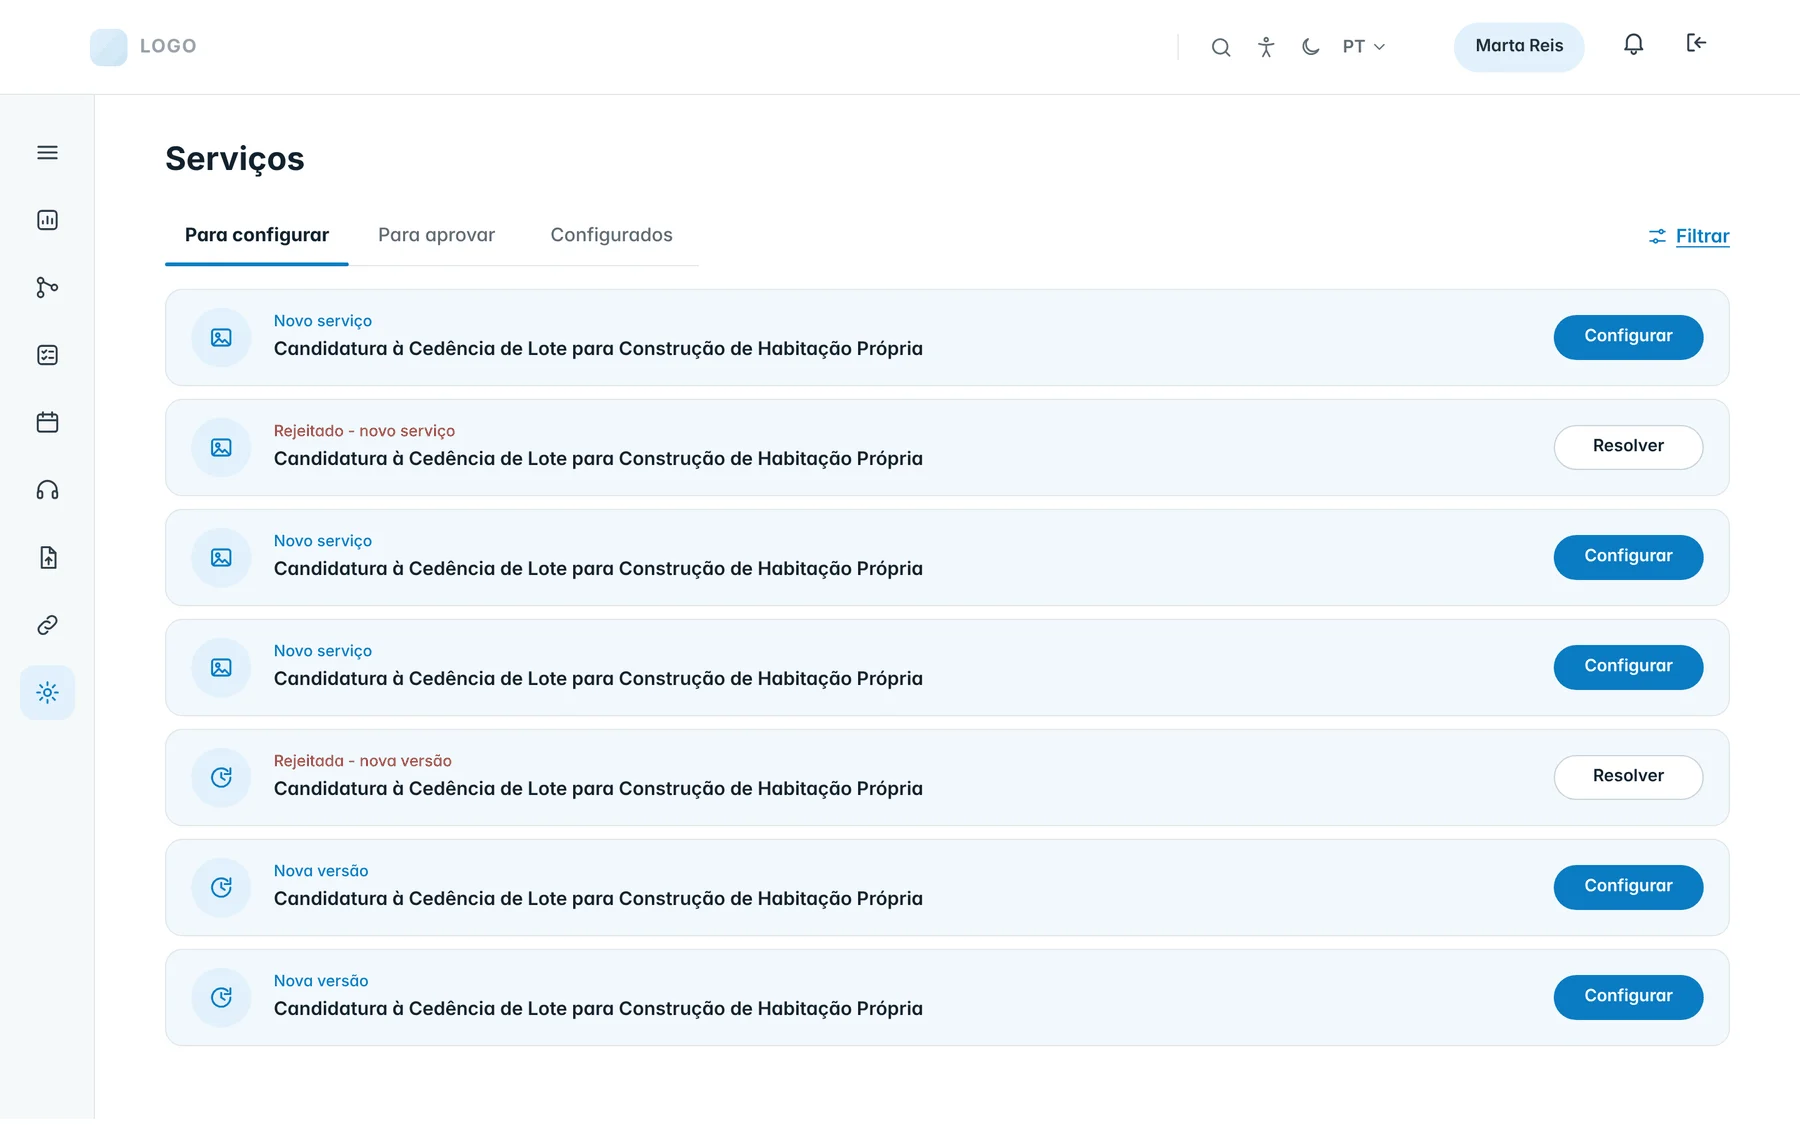 LOGO
PT
Marta Reis
Serviços
Para configurar
Para aprovar
Configurados
Filtrar
Novo serviço
Candidatura à Cedência de Lote para Construção de Habitação Própria
Configurar
Rejeitado - novo serviço
Candidatura à Cedência de Lote para Construção de Habitação Própria
Resolver
Novo serviço
Candidatura à Cedência de Lote para Construção de Habitação Própria
Configurar
Novo serviço
Candidatura à Cedência de Lote para Construção de Habitação Própria
Configurar
Rejeitada - nova versão
Candidatura à Cedência de Lote para Construção de Habitação Própria
Resolver
Nova versão
Candidatura à Cedência de Lote para Construção de Habitação Própria
Configurar
Nova versão
Candidatura à Cedência de Lote para Construção de Habitação Própria
Configurar